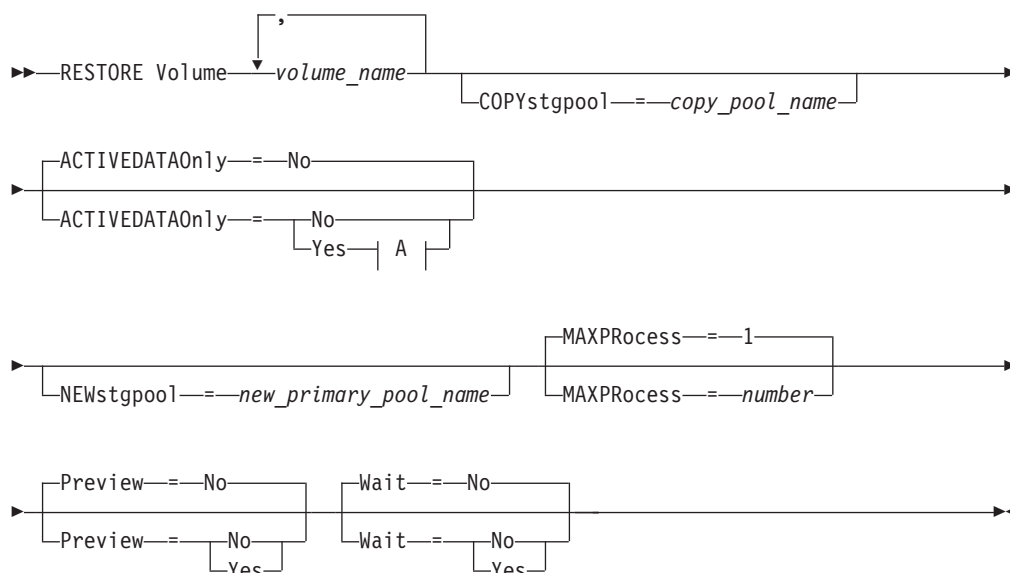 ,
RESTORE Volume volume_name
COPYstgpool = copy_pool_name
ACTIVEDATAOnly = No
ACTIVEDATAOnly = No
Yes A
NEWstgpool = new_primary_pool_name
MAXPRocess = 1
MAXPRocess = number
Preview = No
Preview = No
Yes
Wait = No
Wait = No
Yes